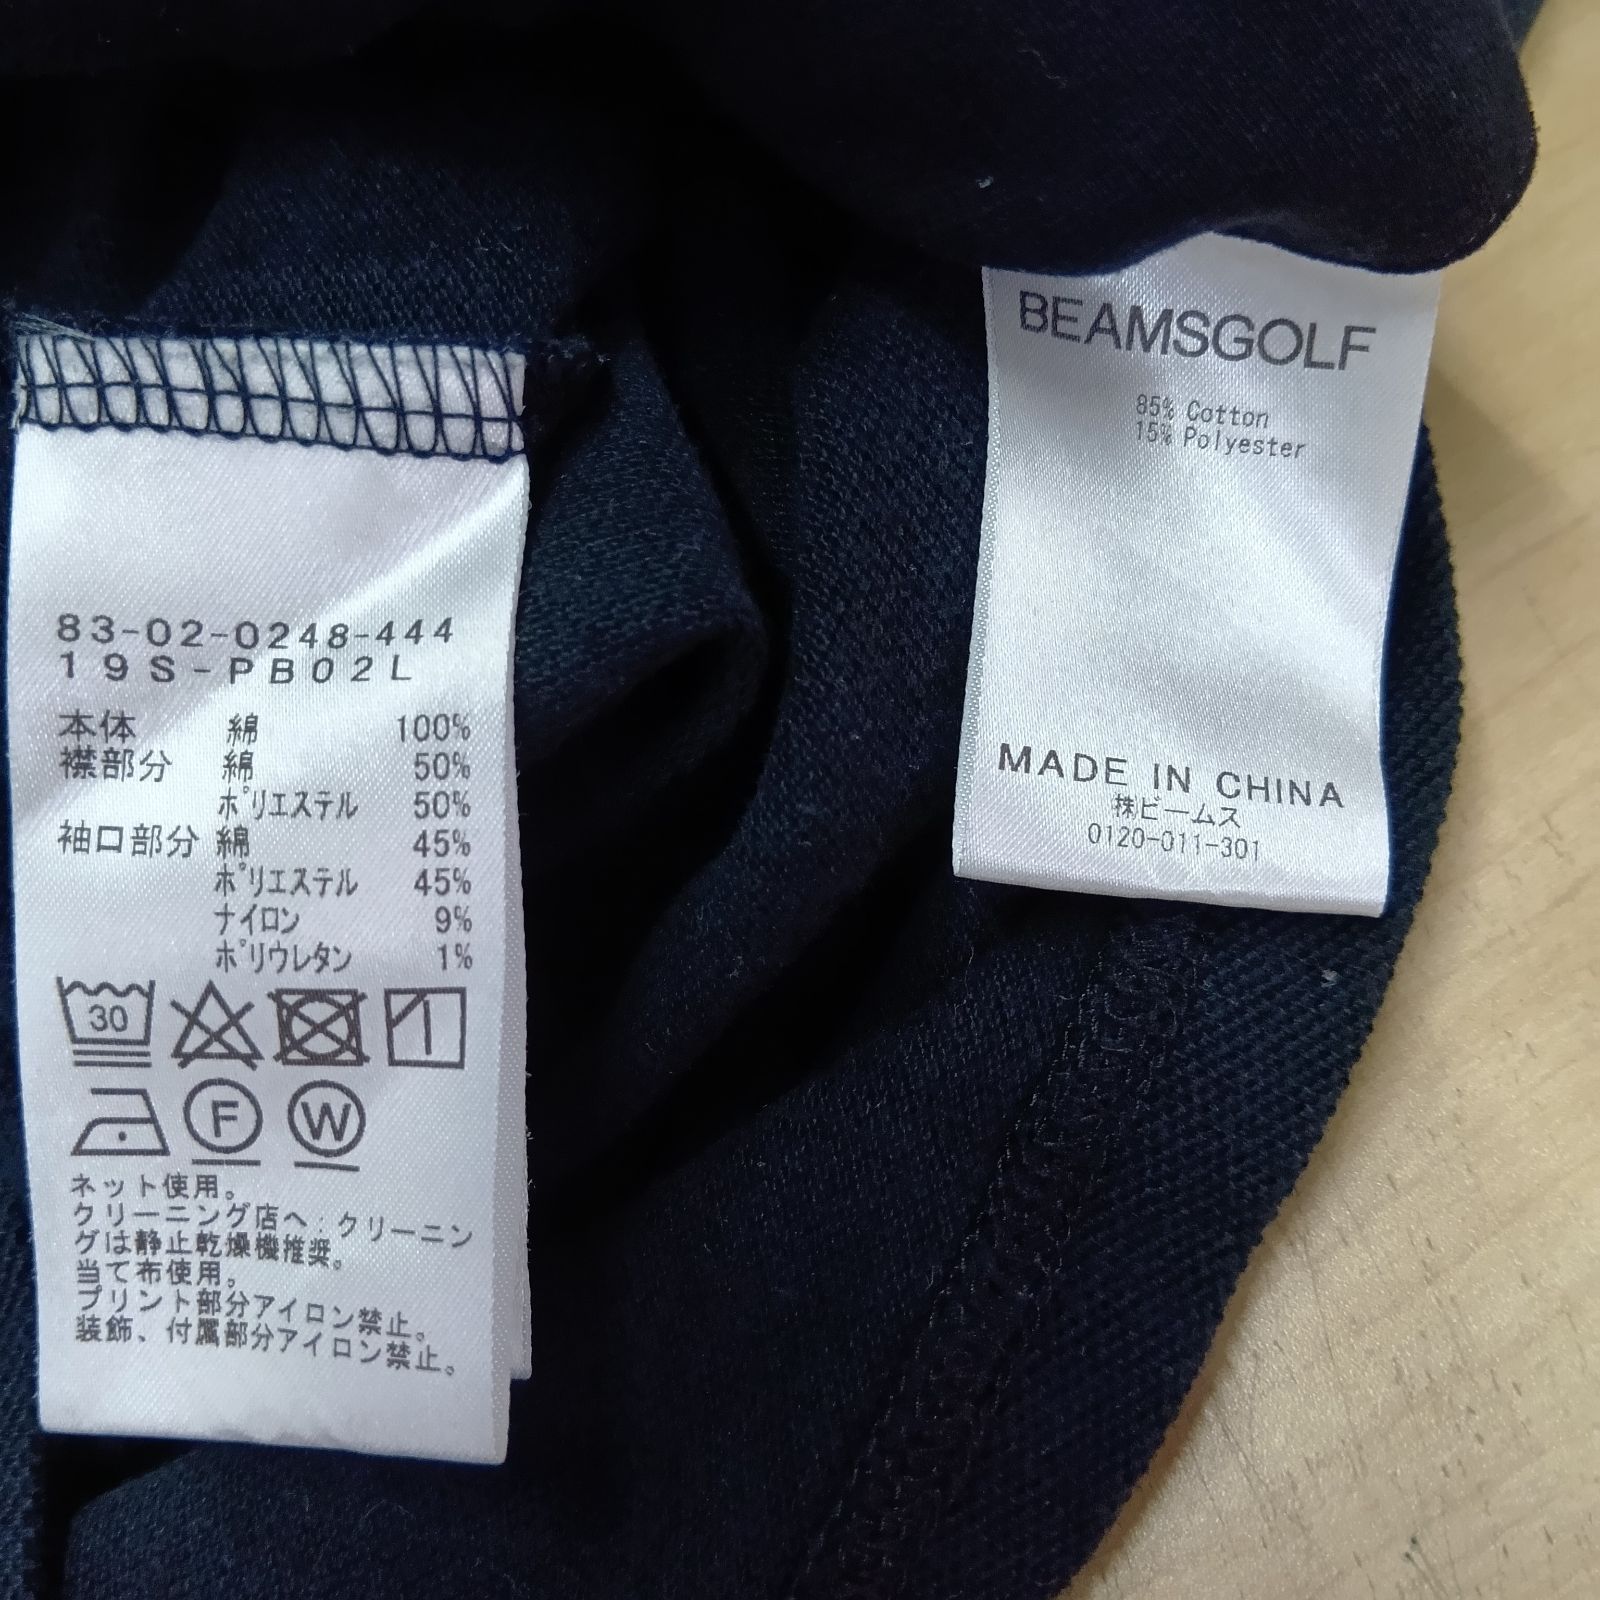 83-02-0248-444
19S-PB02L
本体 綿 100%
襟部分 綿 50%
ポリエステル 50%
袖口部分 綿 45%
ポリエステル 45%
ナイロン 9%
ポリウレタン 1%
30
F W
ネット使用。
クリーニング店へ:クリーニン
グは静止乾燥機推奨。
当て布使用。
プリント部分アイロン禁止。
装飾、付属部分アイロン禁止。
BEAMSGOLF
85% Cotton
15% Polyester
MADE IN CHINA
㈱ビームス
0120-011-301